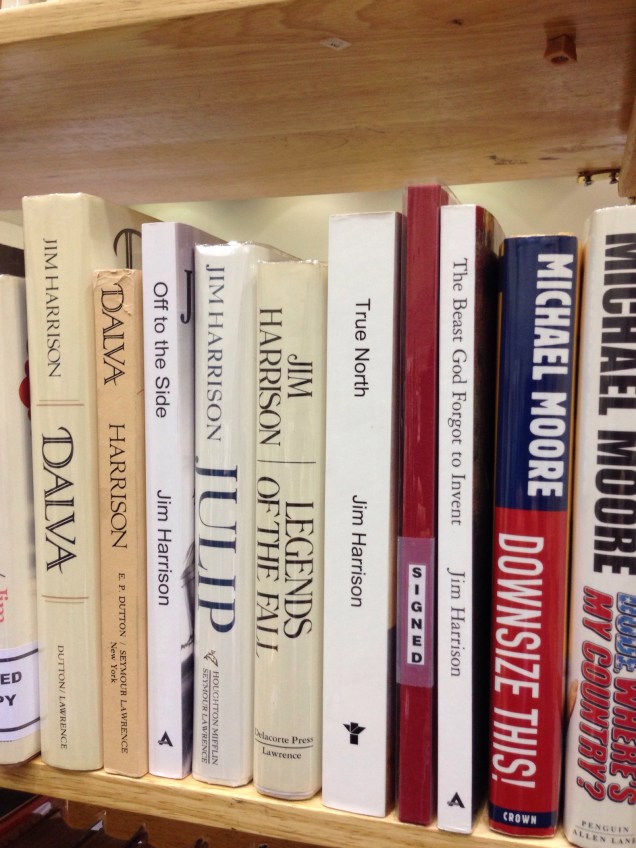 Jim
ED
PY
JIM HARRISON
DALVA
DUTTON/LAWRENCE
D
DALVA
HARRISON
E. P. DUTTON / SEYMOUR LAWRENCE
New York
Off to the Side
Jim Harrison
J
JIM HARRISON
JULIP
HOUGHTON MIFFLIN
SEYMOUR LAWRENCE
JIM
HARRISON
LEGENDS
OF THE FALL
Delacorte Press
Lawrence
True North
Jim Harrison
SIGNED
The Beast God Forgot to Invent
Jim Harrison
MICHAEL MOORE
DOWNSIZE THIS!
CROWN
MICHAEL MOORE
DUDE WHERE'S
MY COUNTRY?
PENGUIN
ALLEN LANE